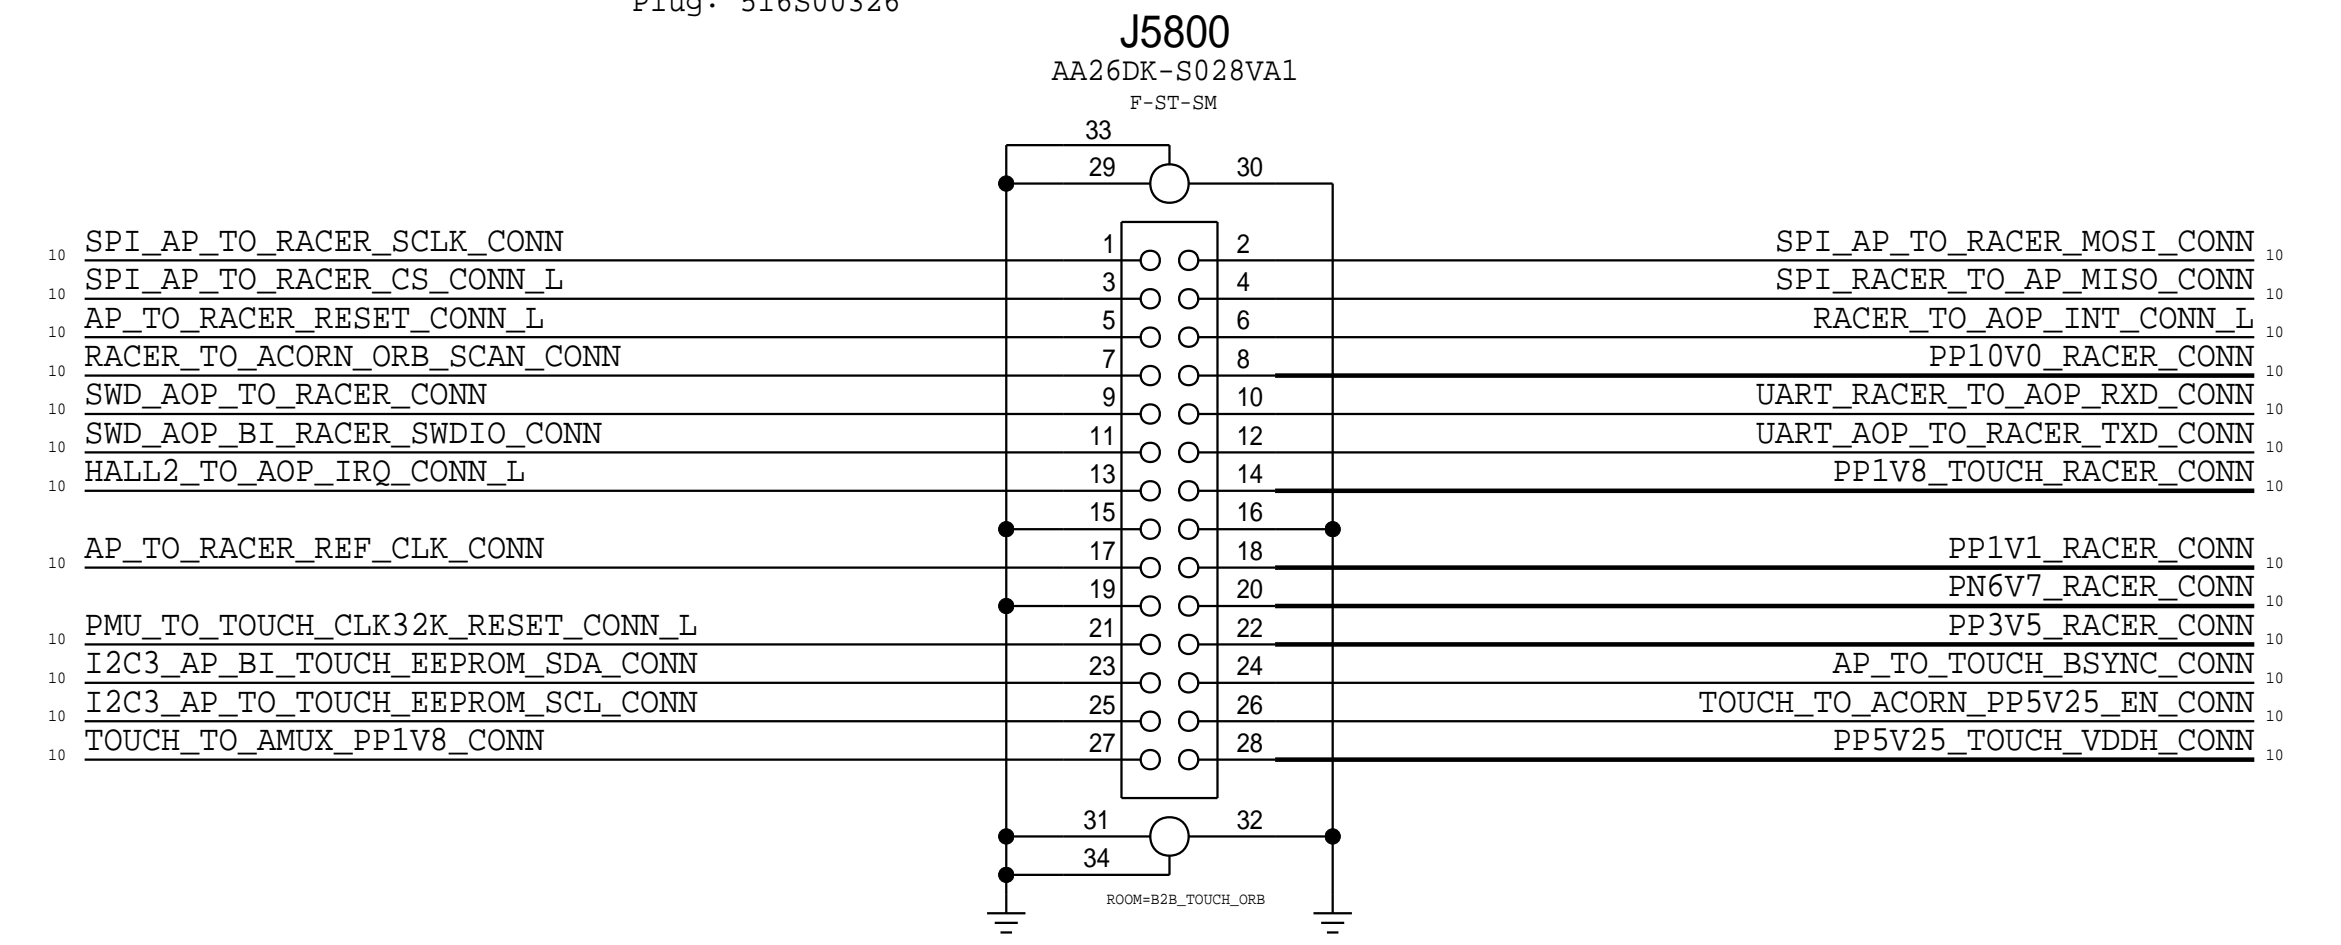 Plug: 516S00326
J5800
AA26DK-S028VA1
F-ST-SM
33
29 30
10 SPI_AP_TO_RACER_SCLK_CONN 1 2 SPI_AP_TO_RACER_MOSI_CONN 10
10 SPI_AP_TO_RACER_CS_CONN_L 3 4 SPI_RACER_TO_AP_MISO_CONN 10
10 AP_TO_RACER_RESET_CONN_L 5 6 RACER_TO_AOP_INT_CONN_L 10
10 RACER_TO_ACORN_ORB_SCAN_CONN 7 8 PP10V0_RACER_CONN 10
10 SWD_AOP_TO_RACER_CONN 9 10 UART_RACER_TO_AOP_RXD_CONN 10
10 SWD_AOP_BI_RACER_SWDIO_CONN 11 12 UART_AOP_TO_RACER_TXD_CONN 10
10 HALL2_TO_AOP_IRQ_CONN_L 13 14 PP1V8_TOUCH_RACER_CONN 10
15 16
10 AP_TO_RACER_REF_CLK_CONN 17 18 PP1V1_RACER_CONN 10
19 20 PN6V7_RACER_CONN 10
10 PMU_TO_TOUCH_CLK32K_RESET_CONN_L 21 22 PP3V5_RACER_CONN 10
10 I2C3_AP_BI_TOUCH_EEPROM_SDA_CONN 23 24 AP_TO_TOUCH_BSYNC_CONN 10
10 I2C3_AP_TO_TOUCH_EEPROM_SCL_CONN 25 26 TOUCH_TO_ACORN_PP5V25_EN_CONN 10
10 TOUCH_TO_AMUX_PP1V8_CONN 27 28 PP5V25_TOUCH_VDDH_CONN 10
31 32
34
ROOM=B2B_TOUCH_ORB